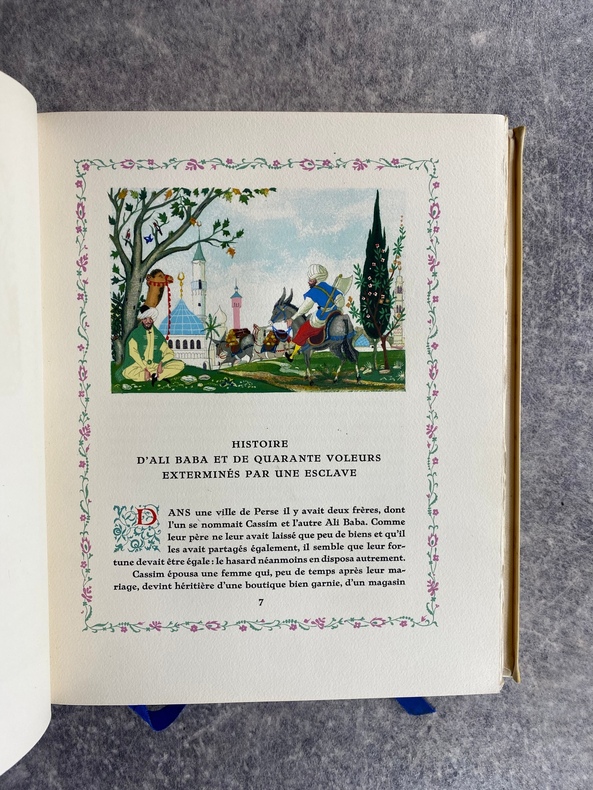 HISTOIRE
D'ALI BABA ET DE QUARANTE VOLEURS
EXTERMINÉS PAR UNE ESCLAVE
DANS une ville de Perse il y avait deux frères, dont
l'un se nommait Cassim et l'autre Ali Baba. Comme
leur père ne leur avait laissé que peu de biens et qu'il
les avait partagés également, il semble que leur for-
tune devait être égale : le hasard néanmoins en disposa autrement.
Cassim épousa une femme qui, peu de temps après leur ma-
riage, devint héritière d'une boutique bien garnie, d'un magasin
7